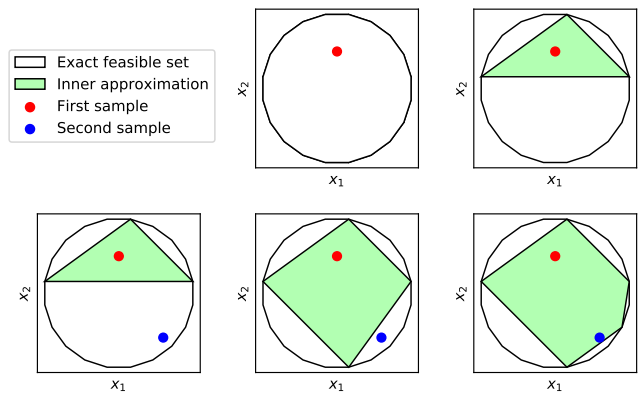 Exact feasible set
Inner approximation
First sample
Second sample
x₂
x₁
x₂
x₁
x₂
x₁
x₂
x₁
x₂
x₁